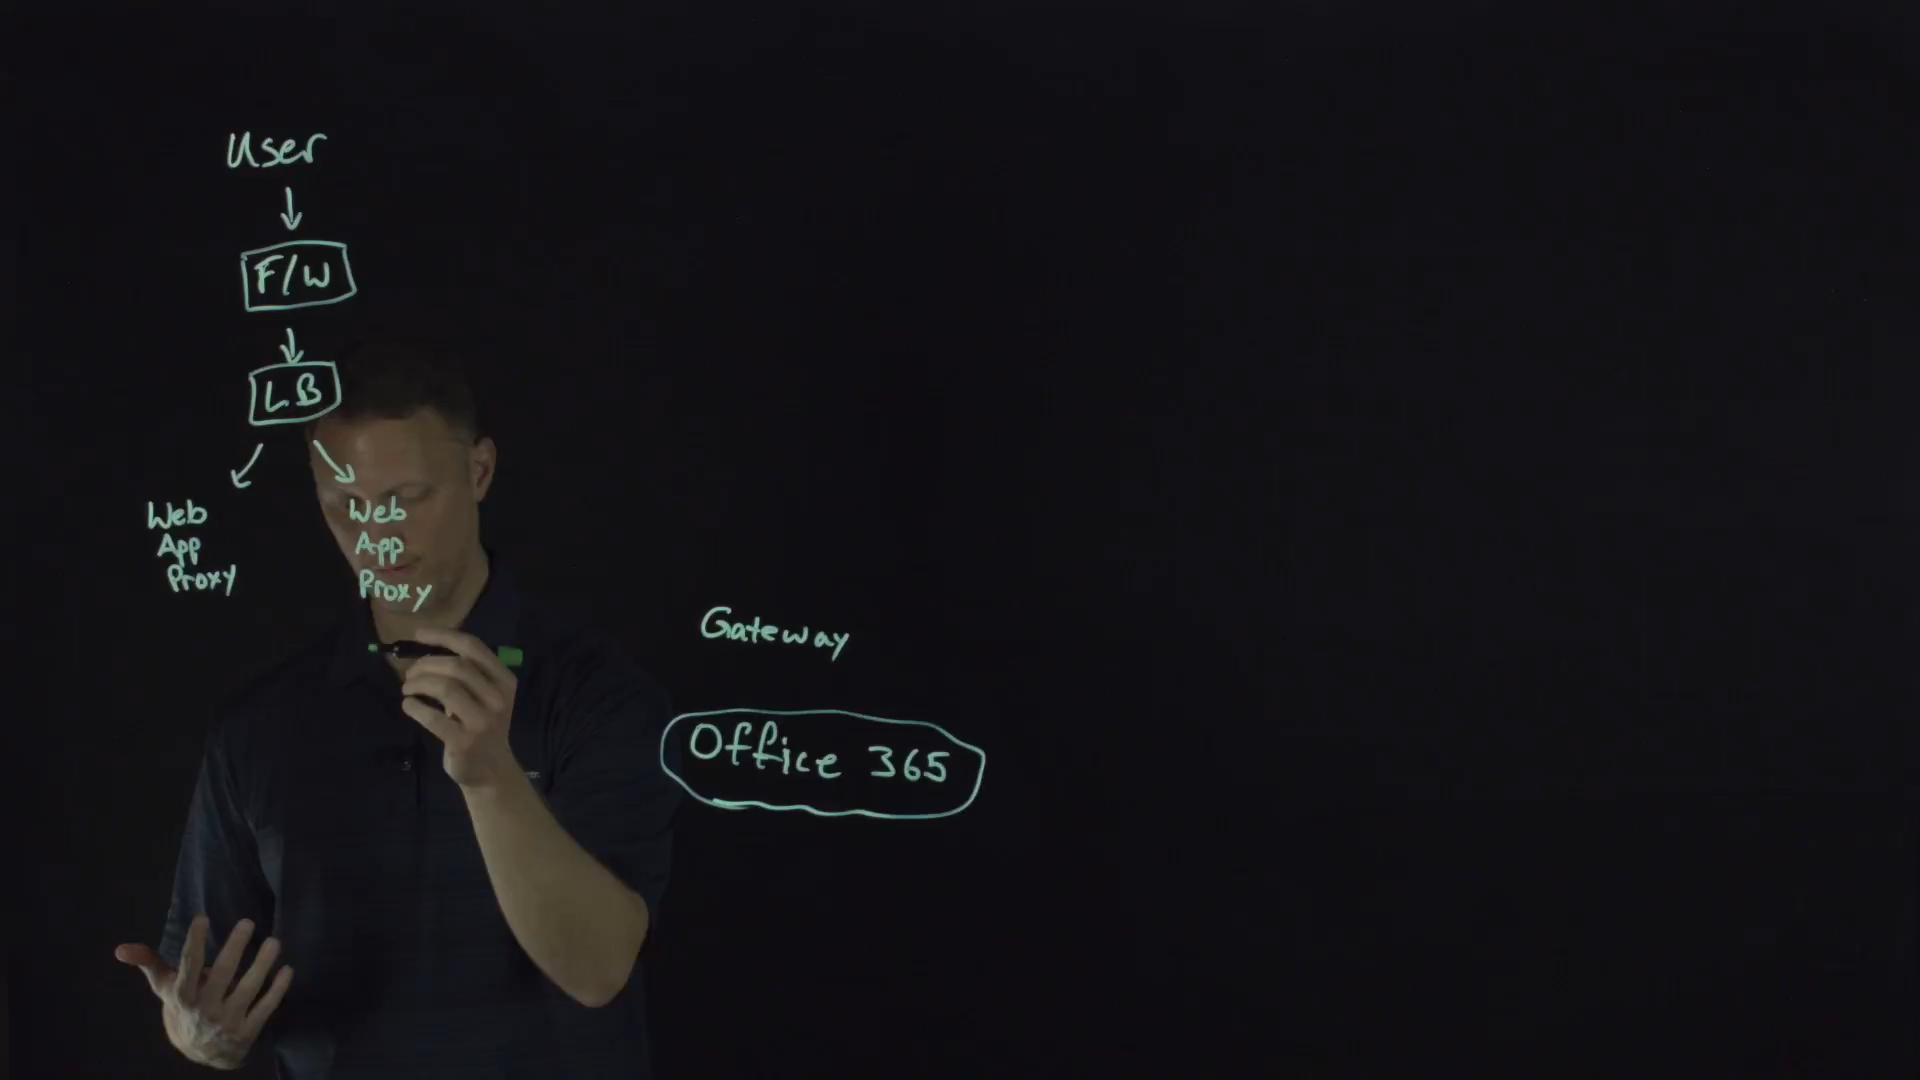 User
F/W
LB
Web
App
Proxy
Web
App
Proxy
Gateway
Office 365